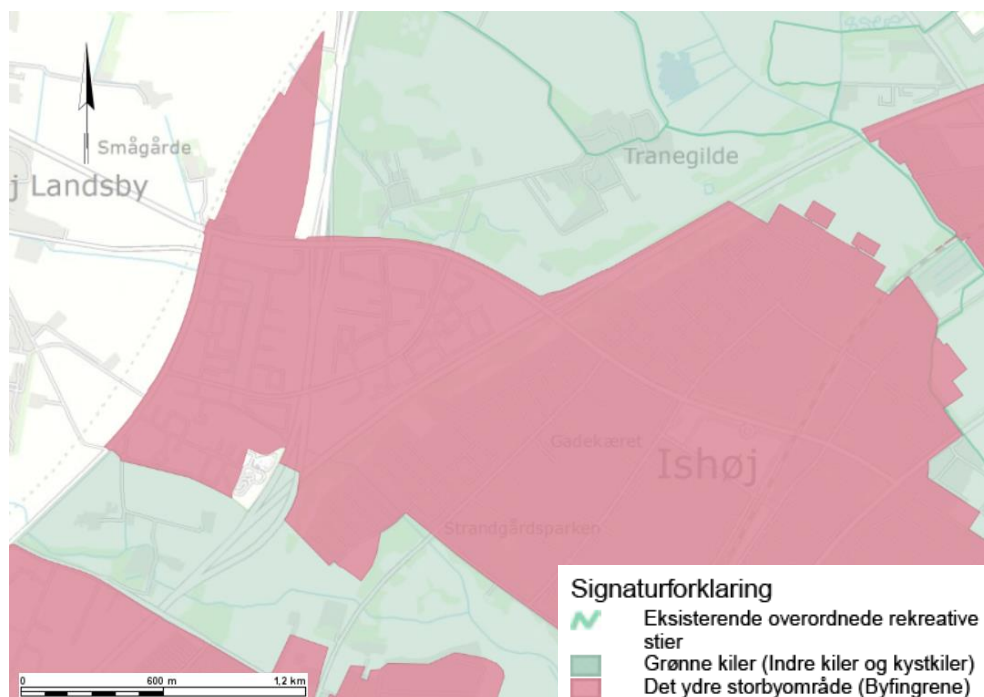 Smågårde
j Landsby
Tranegilde
Gadekæret
Ishøj
Strandgårdsparken
Signaturforklaring
Eksisterende overordnede rekreative
stier
Grønne kiler (Indre kiler og kystkiler)
Det ydre storbyområde (Byfingrene)
0 600 m 1,2 km